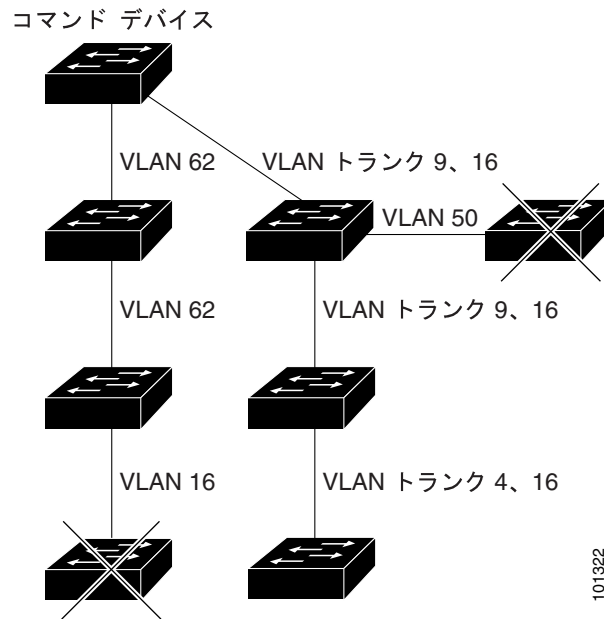 コマンド デバイス
VLAN 62
VLAN トランク 9、16
VLAN 50
VLAN 62
VLAN トランク 9、16
VLAN 16
VLAN トランク 4、16
101322